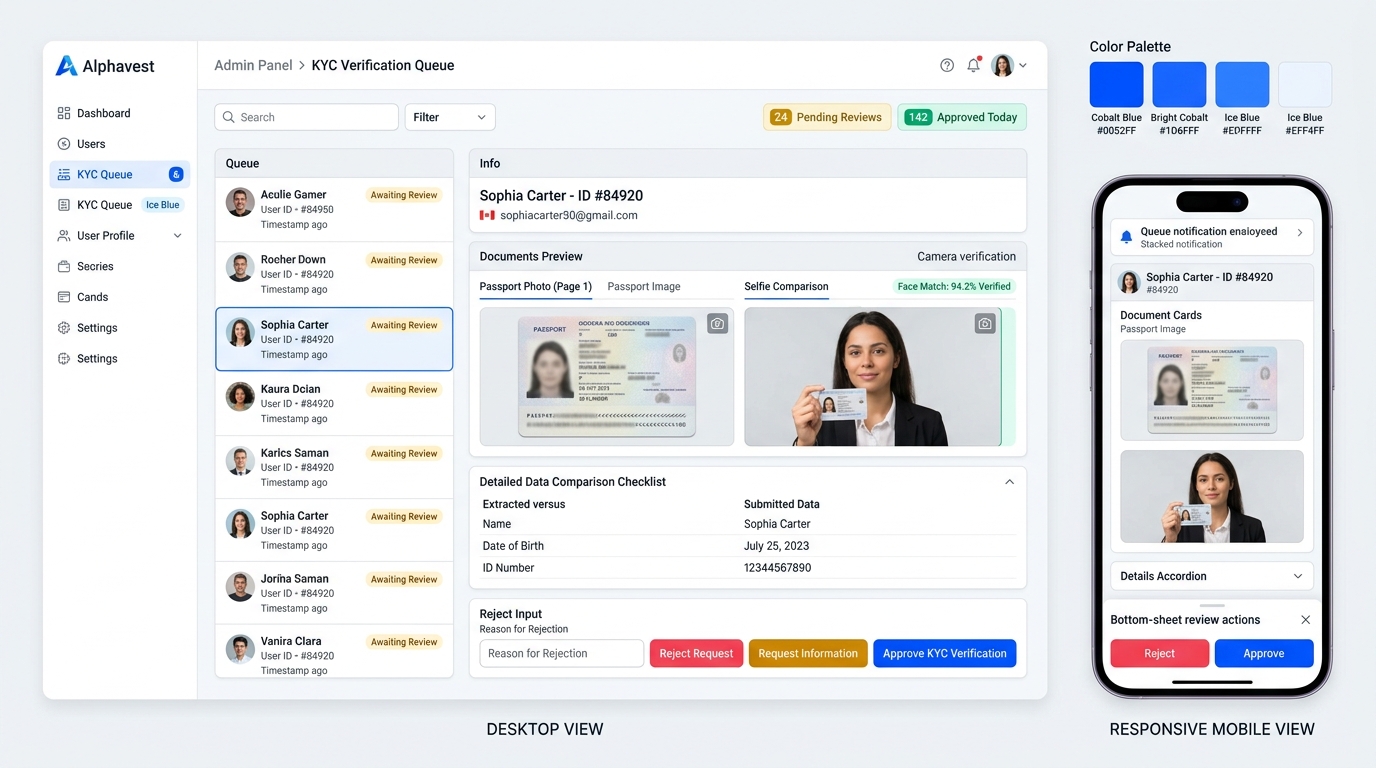 Alphavest
Dashboard
Users
KYC Queue 6
KYC Queue Ice Blue
User Profile
Secries
Cands
Settings
Settings
Admin Panel > KYC Verification Queue
Search
Filter
24 Pending Reviews
142 Approved Today
Queue
Aculie Gamer Awaiting Review
User ID - #84950
Timestamp ago
Rocher Down Awaiting Review
User ID - #84920
Timestamp ago
Sophia Carter Awaiting Review
User ID - #84920
Timestamp ago
Kaura Dcian Awaiting Review
User ID - #84920
Timestamp ago
Karlcs Saman Awaiting Review
User ID - #84920
Timestamp ago
Sophia Carter Awaiting Review
User ID - #84920
Timestamp ago
Jorína Saman Awaiting Review
User ID - #84920
Timestamp ago
Vanira Clara Awaiting Review
User ID - #84920
Timestamp ago
Info
Sophia Carter - ID #84920
sophiacarter90@gmail.com
Documents Preview
Camera verification
Passport Photo (Page 1)
Passport Image
Selfie Comparison
Face Match: 94.2% Verified
PAESPORT
Detailed Data Comparison Checklist
Extracted versus Submitted Data
Name Sophia Carter
Date of Birth July 25, 2023
ID Number 12344567890
Reject Input
Reason for Rejection
Reason for Rejection
Reject Request
Request Information
Approve KYC Verification
DESKTOP VIEW
Color Palette
Cobalt Blue
#0052FF
Bright Cobalt
#1D6FFF
Ice Blue
#EDFFFF
Ice Blue
#EFF4FF
Queue notification enaloyeed
Stacked notification
Sophia Carter - ID #84920
#84920
Document Cards
Passport Image
Details Accordion
Bottom-sheet review actions
Reject
Approve
RESPONSIVE MOBILE VIEW